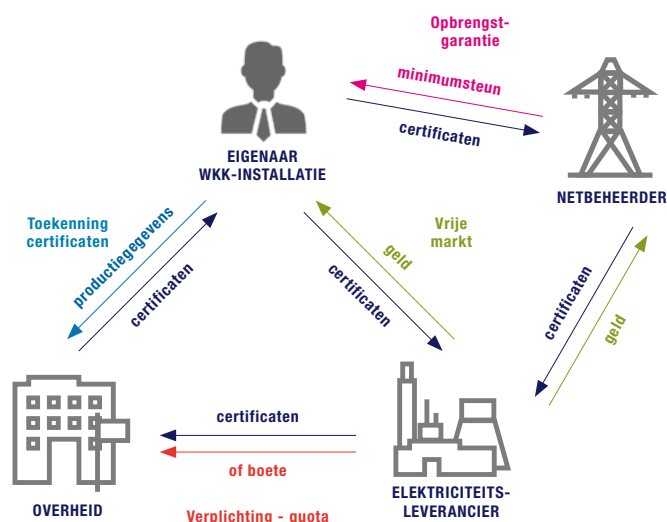 Opbrengst-
garantie
minimumsteun
certificaten
EIGENAAR
WKK-INSTALLATIE
NETBEHEERDER
Toekenning
certificaten
productiegegevens
certificaten
geld
certificaten
Vrije
markt
certificaten
geld
certificaten
of boete
OVERHEID
ELEKTRICITEITS-
LEVERANCIER
Verplichting - quota